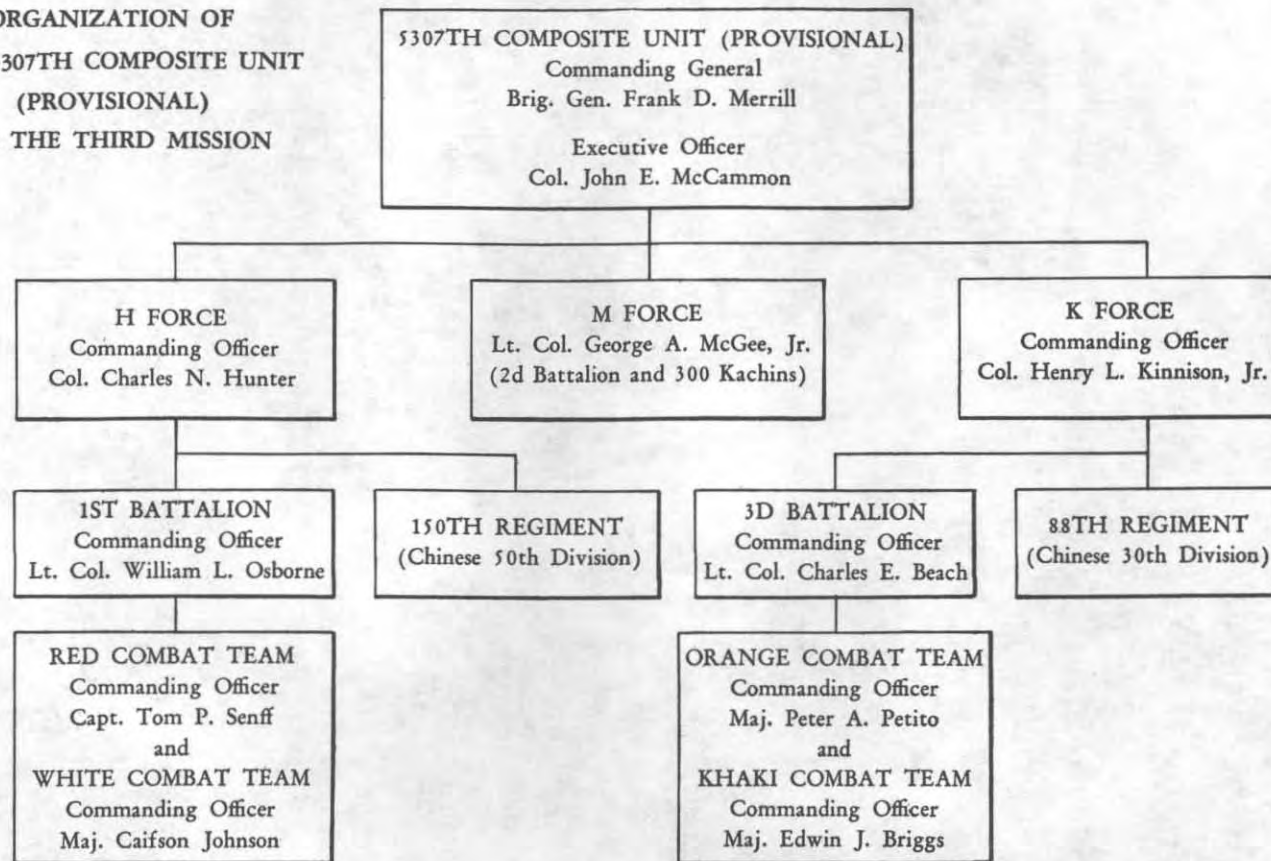 ORGANIZATION OF
307TH COMPOSITE UNIT
(PROVISIONAL)
THE THIRD MISSION
5307TH COMPOSITE UNIT (PROVISIONAL)
Commanding General
Brig. Gen. Frank D. Merrill
Executive Officer
Col. John E. McCammon
H FORCE
Commanding Officer
Col. Charles N. Hunter
M FORCE
Lt. Col. George A. McGee, Jr.
(2d Battalion and 300 Kachins)
K FORCE
Commanding Officer
Col. Henry L. Kinnison, Jr.
1ST BATTALION
Commanding Officer
Lt. Col. William L. Osborne
150TH REGIMENT
(Chinese 50th Division)
3D BATTALION
Commanding Officer
Lt. Col. Charles E. Beach
88TH REGIMENT
(Chinese 30th Division)
RED COMBAT TEAM
Commanding Officer
Capt. Tom P. Senff
and
WHITE COMBAT TEAM
Commanding Officer
Maj. Caifson Johnson
ORANGE COMBAT TEAM
Commanding Officer
Maj. Peter A. Petito
and
KHAKI COMBAT TEAM
Commanding Officer
Maj. Edwin J. Briggs